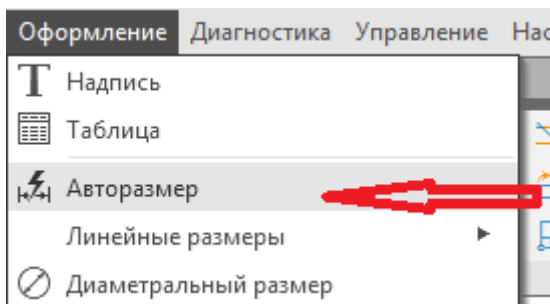 Оформление Диагностика Управление
Надпись
Таблица
Авторазмер
Линейные размеры
Диаметральный размер